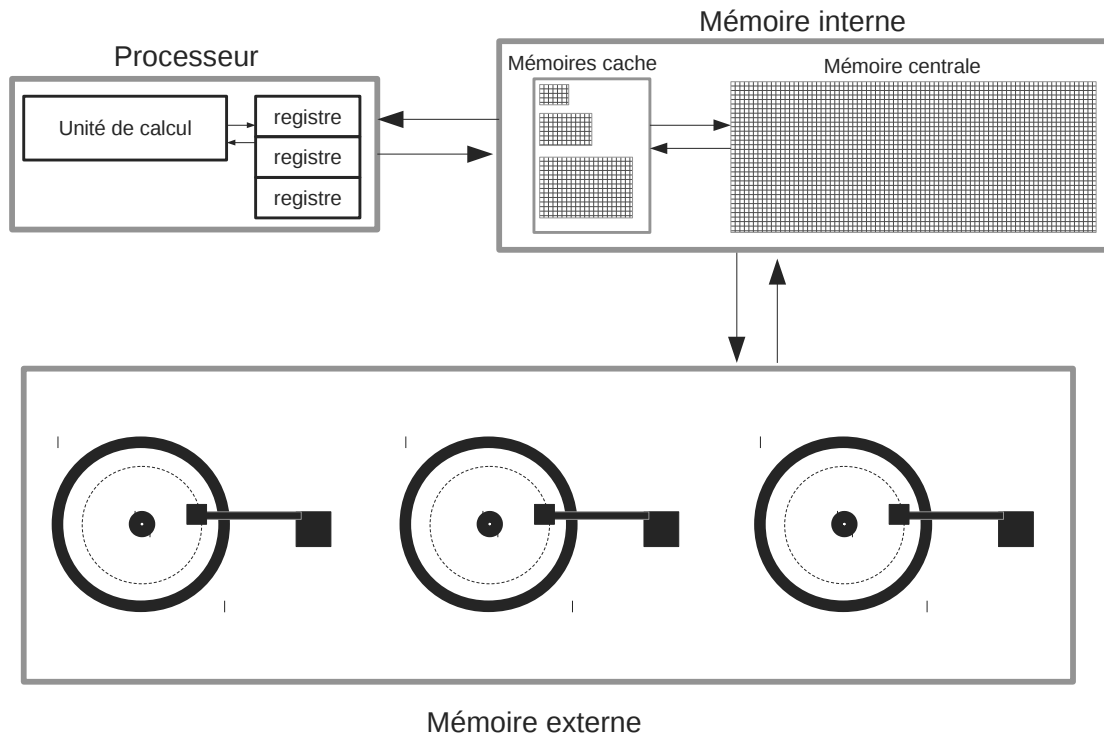 Mémoire interne
Processeur
Mémoires cache
Mémoire centrale
Unité de calcul
registre
registre
registre
Mémoire externe